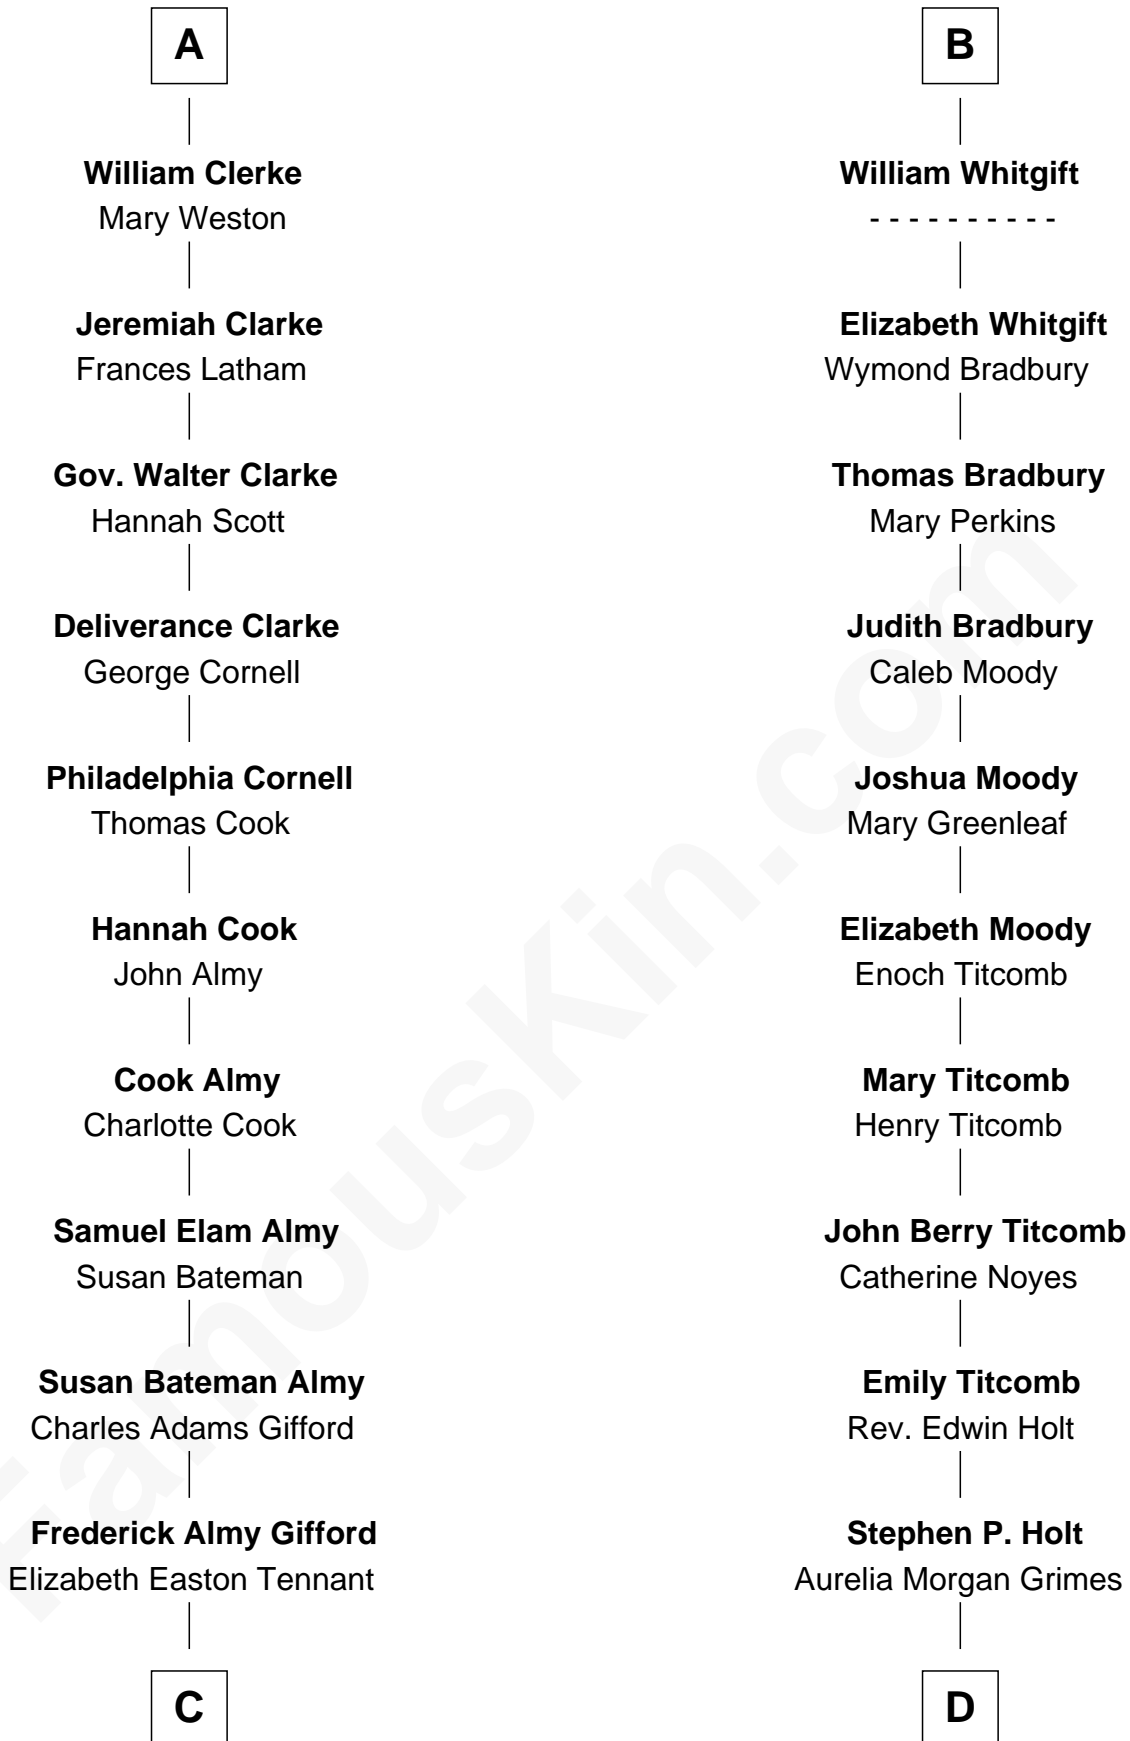 A
William Clerke
Mary Weston
Jeremiah Clarke
Frances Latham
Gov. Walter Clarke
Hannah Scott
Deliverance Clarke
George Cornell
Philadelphia Cornell
Thomas Cook
Hannah Cook
John Almy
Cook Almy
Charlotte Cook
Samuel Elam Almy
Susan Bateman
Susan Bateman Almy
Charles Adams Gifford
Frederick Almy Gifford
Elizabeth Easton Tennant
C
B
William Whitgift
- - - - - - - - - -
Elizabeth Whitgift
Wymond Bradbury
Thomas Bradbury
Mary Perkins
Judith Bradbury
Caleb Moody
Joshua Moody
Mary Greenleaf
Elizabeth Moody
Enoch Titcomb
Mary Titcomb
Henry Titcomb
John Berry Titcomb
Catherine Noyes
Emily Titcomb
Rev. Edwin Holt
Stephen P. Holt
Aurelia Morgan Grimes
D
FamousKin.com